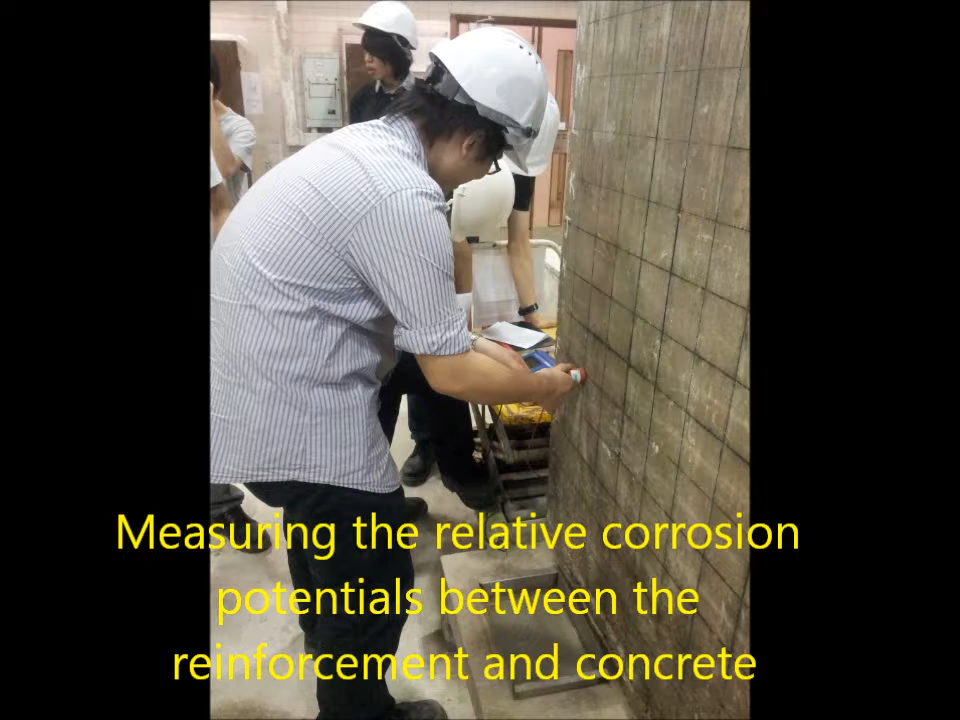 Measuring the relative corrosion
potentials between the
reinforcement and concrete